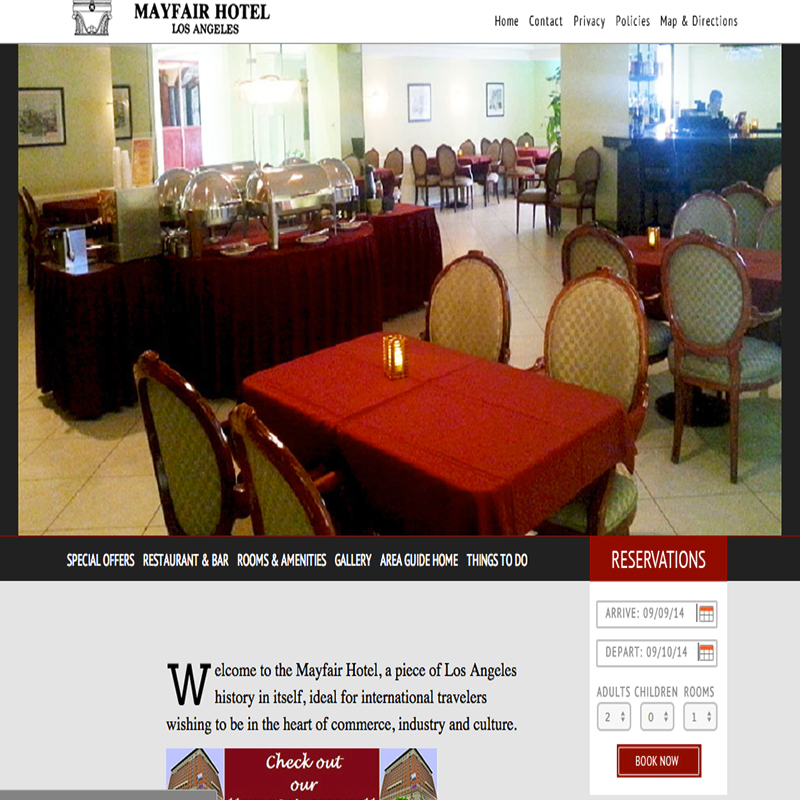 MAYFAIR HOTEL
LOS ANGELES
Home Contact Privacy Policies Map & Directions
SPECIAL OFFERS RESTAURANT & BAR ROOMS & AMENITIES GALLERY AREA GUIDE HOME THINGS TO DO
RESERVATIONS
ARRIVE: 09/09/14
DEPART: 09/10/14
ADULTS CHILDREN ROOMS
2 0 1
BOOK NOW
Welcome to the Mayfair Hotel, a piece of Los Angeles
history in itself, ideal for international travelers
wishing to be in the heart of commerce, industry and culture.
Check out
our